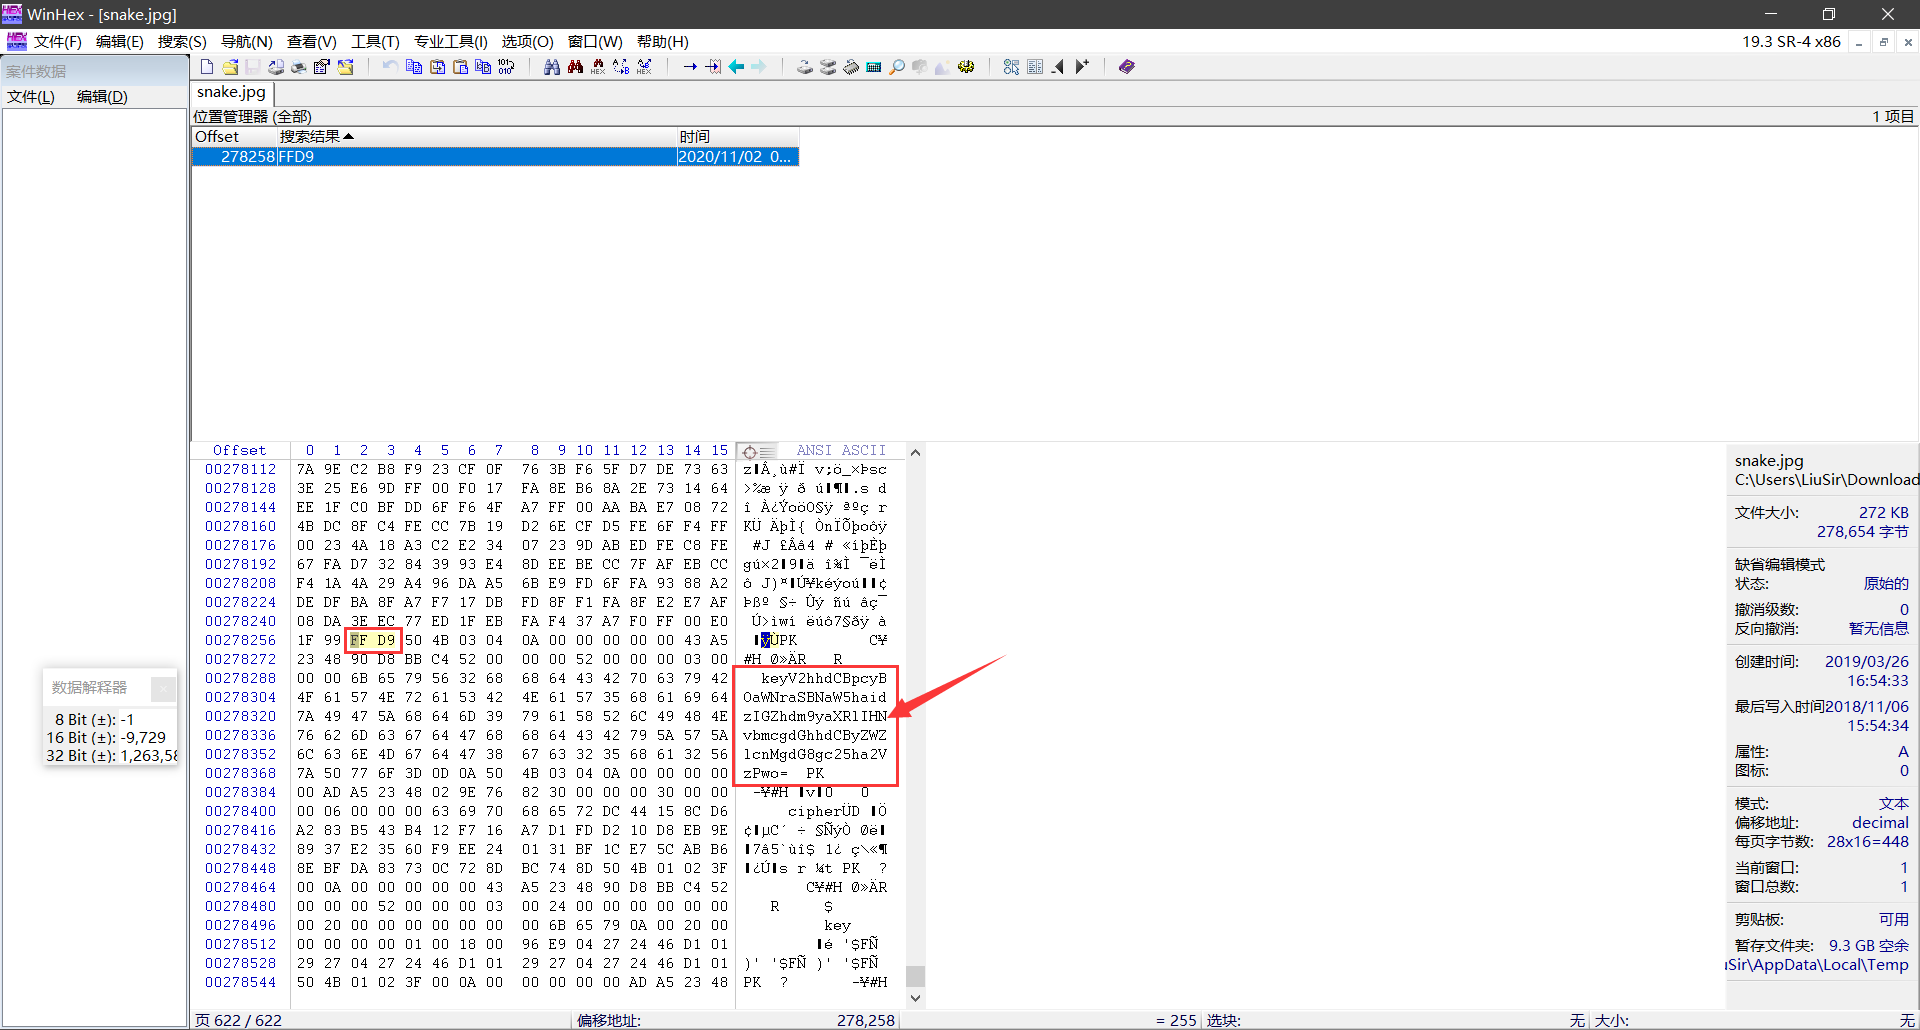 WinHex - [snake.jpg]
文件(F) 编辑(E) 搜索(S) 导航(N) 查看(V) 工具(T) 专业工具(I) 选项(O) 窗口(W) 帮助(H)
19.3 SR-4 x86
案件数据
文件(L) 编辑(D)
snake.jpg
位置管理器 (全部)
1 项目
Offset 搜索结果 时间
278258 FFD9 2020/11/02 0...
Offset 0 1 2 3 4 5 6 7 8 9 10 11 12 13 14 15 ANSI ASCII
00278112 7A 9E C2 B8 F9 23 CF 0F 76 3B F6 5F D7 DE 73 63
00278128 3E 25 E6 9D FF 00 F0 17 FA 8E B6 8A 2E 73 14 64
00278144 EE 1F C0 BF DD 6F F6 4F A7 FF 00 AA BA E7 08 72
00278160 4B DC 8F C4 FE CC 7B 19 D2 6E CF D5 FE 6F F4 FF
00278176 00 23 4A 18 A3 C2 E2 34 07 23 9D AB ED FE C8 FE
00278192 67 FA D7 32 84 39 93 E4 8D EE BE CC 7F AF EB CC
00278208 F4 1A 4A 29 A4 96 DA A5 6B E9 FD 6F FA 93 88 A2
00278224 DE DF BA 8F A7 F7 17 DB FD 8F F1 FA 8F E2 E7 AF
00278240 08 DA 3E EC 77 ED 1F EB FA F4 37 A7 F0 FF 00 E0
00278256 1F 99 FF D9 50 4B 03 04 0A 00 00 00 00 00 43 A5
00278272 23 48 90 D8 BB C4 52 00 00 00 52 00 00 00 03 00 #H Ø»ÄR R
00278288 00 00 6B 65 79 56 32 68 68 64 43 42 70 63 79 42 keyV2hhdCBpcyB
00278304 4F 61 57 4E 72 61 53 42 4E 61 57 35 68 61 69 64 OaWNraSBNaW5haid
00278320 7A 49 47 5A 68 64 6D 39 79 61 58 52 6C 49 48 4E zIGZhdm9yaXRlIHN
00278336 76 62 6D 63 67 64 47 68 68 64 43 42 79 5A 57 5A vbmcgdGhhdCByZWZ
00278352 6C 63 6E 4D 67 64 47 38 67 63 32 35 68 61 32 56 lcnMgdG8gc25ha2V
00278368 7A 50 77 6F 3D 0D 0A 50 4B 03 04 0A 00 00 00 00 zPwo= PK
00278384 00 AD A5 23 48 02 9E 76 82 30 00 00 00 30 00 00
00278400 00 06 00 00 00 63 69 70 68 65 72 DC 44 15 8C D6 cipherÜD ŒÖ
00278416 A2 83 B5 43 B4 12 F7 16 A7 D1 FD D2 10 D8 EB 9E
00278432 89 37 E2 35 60 F9 EE 24 01 31 BF 1C E7 5C AB B6
00278448 8E BF DA 83 73 0C 72 8D BC 74 8D 50 4B 01 02 3F
00278464 00 0A 00 00 00 00 00 43 A5 23 48 90 D8 BB C4 52 C¥#H Ø»ÄR
00278480 00 00 00 52 00 00 00 03 00 24 00 00 00 00 00 00 R $
00278496 00 20 00 00 00 00 00 00 00 6B 65 79 0A 00 20 00 key
00278512 00 00 00 00 01 00 18 00 96 E9 04 27 24 46 D1 01 é '$FÑ
00278528 29 27 04 27 24 46 D1 01 29 27 04 27 24 46 D1 01 )' '$FÑ )' '$FÑ
00278544 50 4B 01 02 3F 00 0A 00 00 00 00 00 AD A5 23 48 PK ? -¥#H
数据解释器
8 Bit (±): -1
16 Bit (±): -9,729
32 Bit (±): 1,263,58
snake.jpg
C:\Users\LiuSir\Download
文件大小: 272 KB
278,654 字节
缺省编辑模式
状态: 原始的
撤消级数: 0
反向撤消: 暂无信息
创建时间: 2019/03/26
16:54:33
最后写入时间2018/11/06
15:54:34
属性: A
图标: 0
模式: 文本
偏移地址: decimal
每页字节数: 28x16=448
当前窗口: 1
窗口总数: 1
剪贴板: 可用
暂存文件夹: 9.3 GB 空余
uSir\AppData\Local\Temp
页 622 / 622 偏移地址: 278,258 = 255 选块: 无 大小: 无